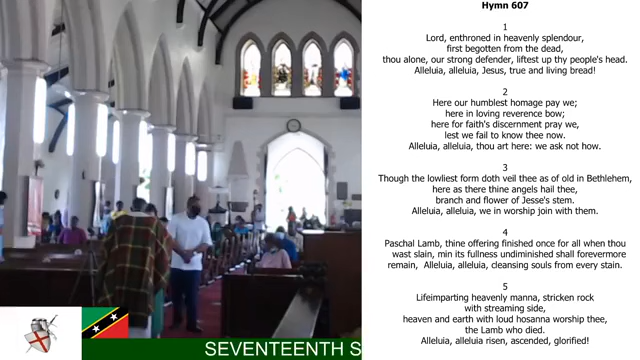 Hymn 607
1
Lord, enthroned in heavenly splendour,
first begotten from the dead,
thou alone, our strong defender, liftest up thy people's head.
Alleluia, alleluia, Jesus, true and living bread!
2
Here our humblest homage pay we;
here in loving reverence bow;
here for faith's discernment pray we,
lest we fail to know thee now.
Alleluia, alleluia, thou art here: we ask not how.
3
Though the lowliest form doth veil thee as of old in Bethlehem,
here as there thine angels hail thee,
branch and flower of Jesse's stem.
Alleluia, alleluia, we in worship join with them.
4
Paschal Lamb, thine offering finished once for all when thou
wast slain, min its fullness undiminished shall forevermore
remain, Alleluia, alleluia, cleansing souls from every stain.
5
Lifeimparting heavenly manna, stricken rock
with streaming side,
heaven and earth with loud hosanna worship thee,
the Lamb who died.
Alleluia, alleluia risen, ascended, glorified!
SEVENTEENTH S